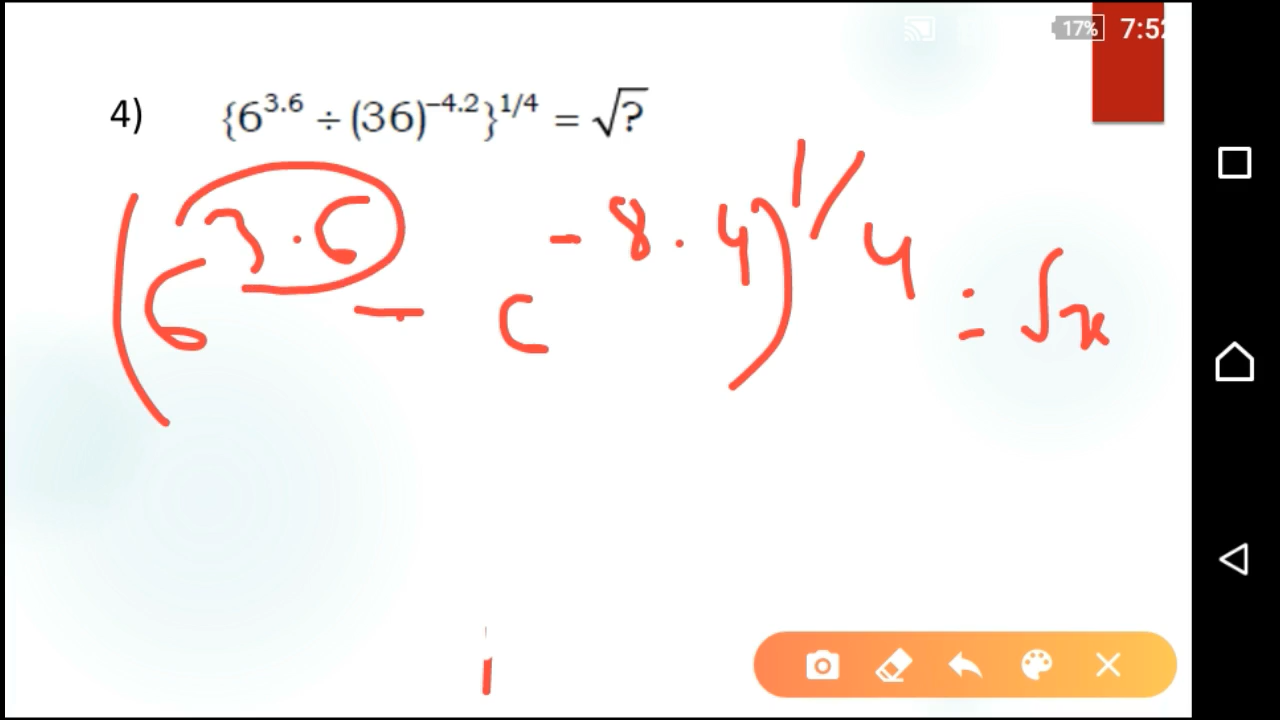 17% 7:52
4) {6^3.6 ÷ (36)^–4.2}^1/4 = √?
(6^3.6 – 6^-8.4)^1/4 = √x